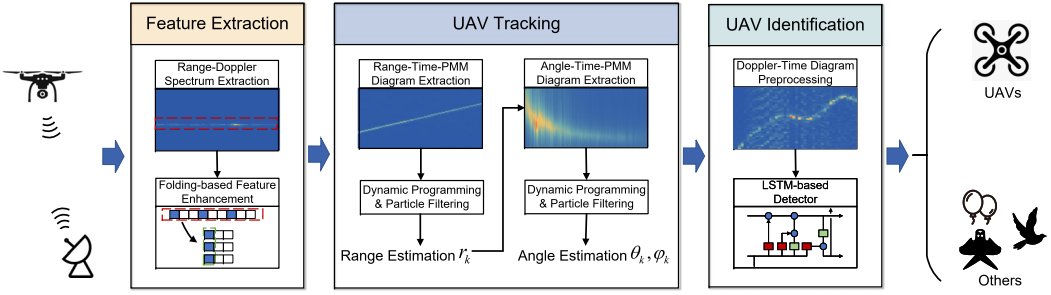 Feature Extraction
Range-Doppler
Spectrum Extraction
Folding-based Feature
Enhancement
UAV Tracking
Range-Time-PMM
Diagram Extraction
Dynamic Programming
& Particle Filtering
Range Estimation r_k
Angle-Time-PMM
Diagram Extraction
Dynamic Programming
& Particle Filtering
Angle Estimation θ_k, φ_k
UAV Identification
Doppler-Time Diagram
Preprocessing
LSTM-based
Detector
UAVs
Others